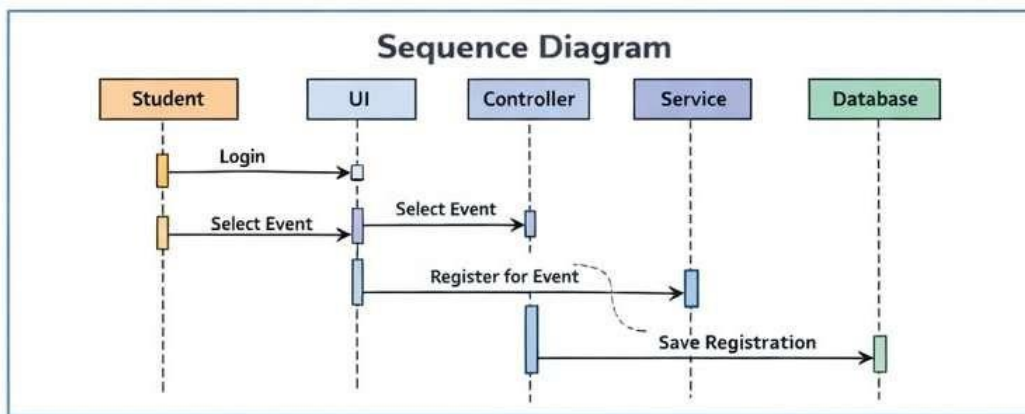 Sequence Diagram
Student
UI
Controller
Service
Database
Login
Select Event
Select Event
Register for Event
Save Registration